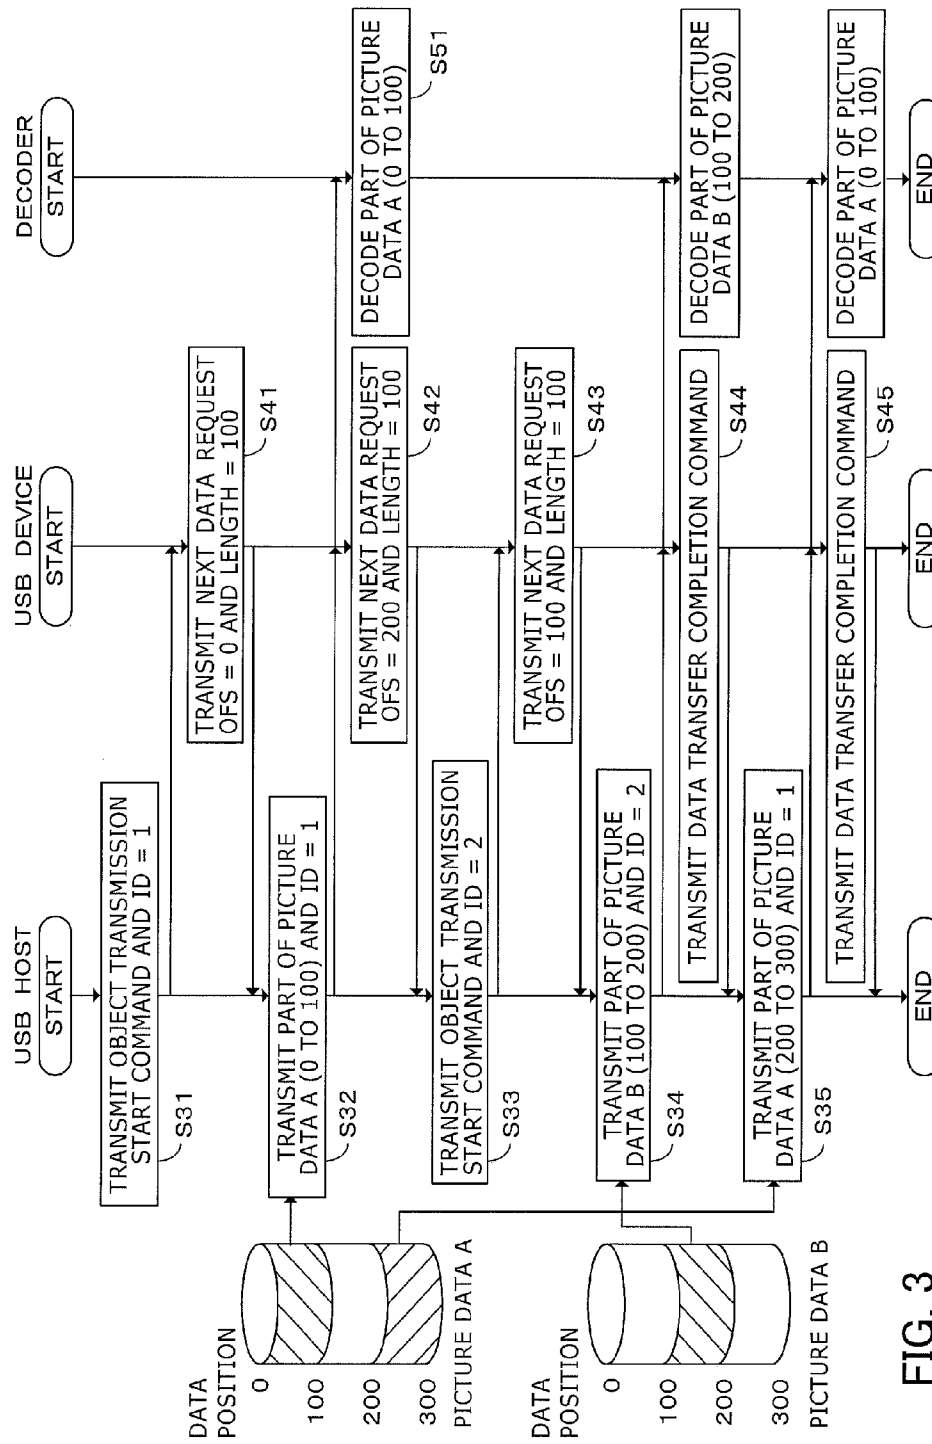 USB HOST
START
TRANSMIT OBJECT TRANSMISSION
START COMMAND AND ID = 1
S31
TRANSMIT PART OF PICTURE
DATA A (0 TO 100) AND ID = 1
S32
TRANSMIT OBJECT TRANSMISSION
START COMMAND AND ID = 2
S33
TRANSMIT PART OF PICTURE
DATA B (100 TO 200) AND ID = 2
S34
TRANSMIT PART OF PICTURE
DATA A (200 TO 300) AND ID = 1
S35
END
USB DEVICE
START
TRANSMIT NEXT DATA REQUEST
OFS = 0 AND LENGTH = 100
S41
TRANSMIT NEXT DATA REQUEST
OFS = 200 AND LENGTH = 100
S42
TRANSMIT NEXT DATA REQUEST
OFS = 100 AND LENGTH = 100
S43
TRANSMIT DATA TRANSFER COMPLETION COMMAND
S44
TRANSMIT DATA TRANSFER COMPLETION COMMAND
S45
END
DECODER
START
DECODE PART OF PICTURE
DATA A (0 TO 100)
S51
DECODE PART OF PICTURE
DATA B (100 TO 200)
DECODE PART OF PICTURE
DATA A (0 TO 100)
END
DATA
POSITION
0
100
200
300
PICTURE DATA A
DATA
POSITION
0
100
200
300
PICTURE DATA B
FIG. 3